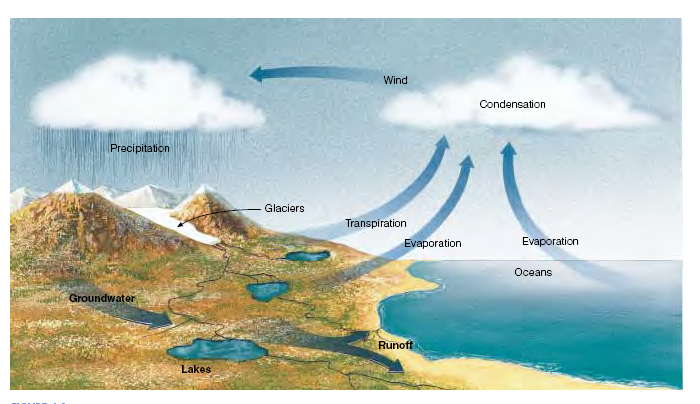 Wind
Condensation
Precipitation
Glaciers
Transpiration
Evaporation
Evaporation
Oceans
Groundwater
Runoff
Lakes